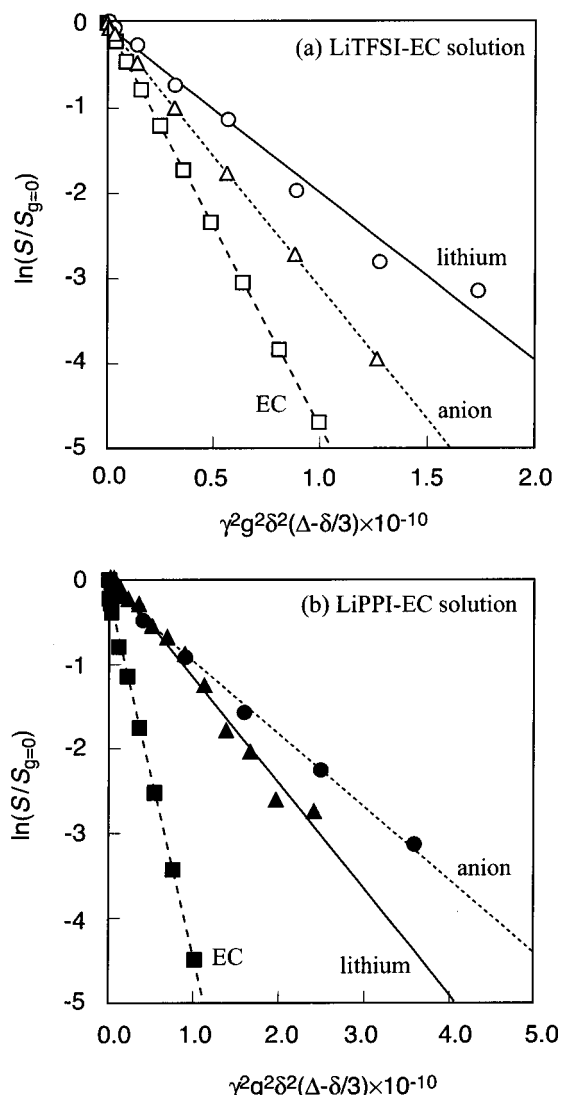 (a) LiTFSI-EC solution
0
-1
-2
-3
-4
-5
ln(S/S_{g=0})
lithium
anion
EC
0.0
0.5
1.0
1.5
2.0
γ²g²δ²(Δ-δ/3)×10⁻¹⁰
(b) LiPPI-EC solution
0
-1
-2
-3
-4
-5
ln(S/S_{g=0})
anion
EC
lithium
0.0
1.0
2.0
3.0
4.0
5.0
γ²g²δ²(Δ-δ/3)×10⁻¹⁰